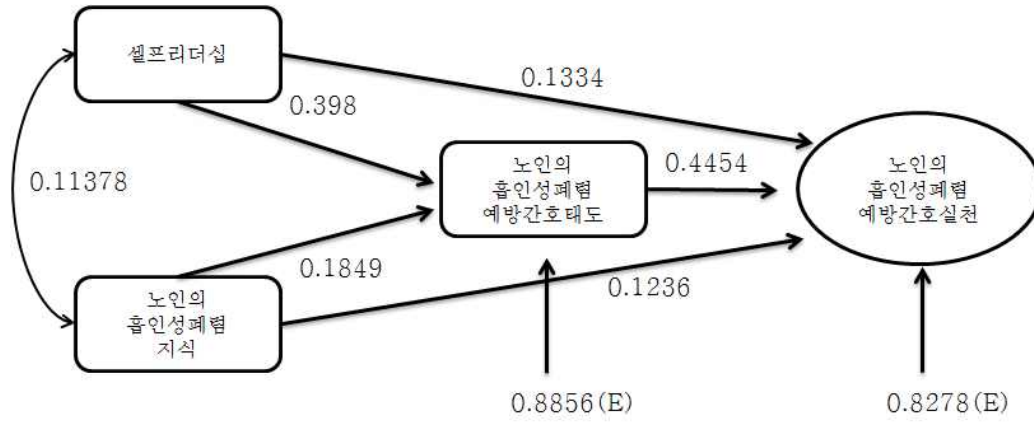 셀프리더십
0.1334
0.398
노인의
흡인성폐렴
예방간호태도
0.4454
노인의
흡인성폐렴
예방간호실천
0.11378
0.1849
0.1236
노인의
흡인성폐렴
지식
0.8856(E)
0.8278(E)